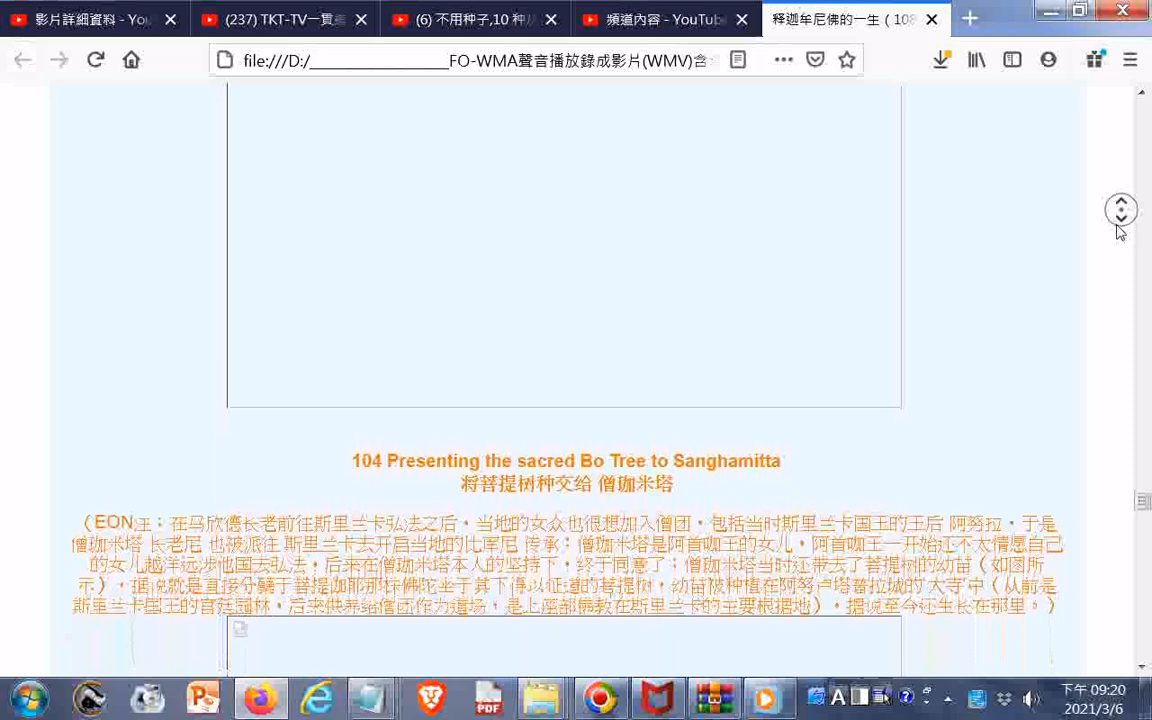 影片詳細資料 - You
(237) TKT-TV一貫
(6) 不用种子,10 种
頻道內容 - YouTube
释迦牟尼佛的一生（108
file:///D:/____________________FO-WMA聲音播放錄成影片(WMV)含
104 Presenting the sacred Bo Tree to Sanghamitta
将菩提树种交给 僧珈米塔
（EON注：在马欣德长老前往斯里兰卡弘法之后，当地的女众也很想加入僧团，包括当时斯里兰卡国王的王后 阿努拉，于是
僧珈米塔 长老尼 也被派往 斯里兰卡去开启当地的比库尼 传承；僧珈米塔是阿首咖王的女儿，阿首咖王一开始还不太情愿自己
的女儿越洋远涉他国去弘法，后来在僧珈米塔本人的坚持下，终于同意了；僧珈米塔当时还带去了菩提树的幼苗（如图所
示），据说就是直接分蘖于菩提伽耶那棵佛陀坐于其下得以证道的菩提树，幼苗被种植在阿努卢塔普拉城的 大寺 中（从前是
斯里兰卡国王的宫廷园林，后来供养给僧团作为道场，是上座部佛教在斯里兰卡的主要根据地），据说至今还生长在那里。）
A
下午 09:20
2021/3/6